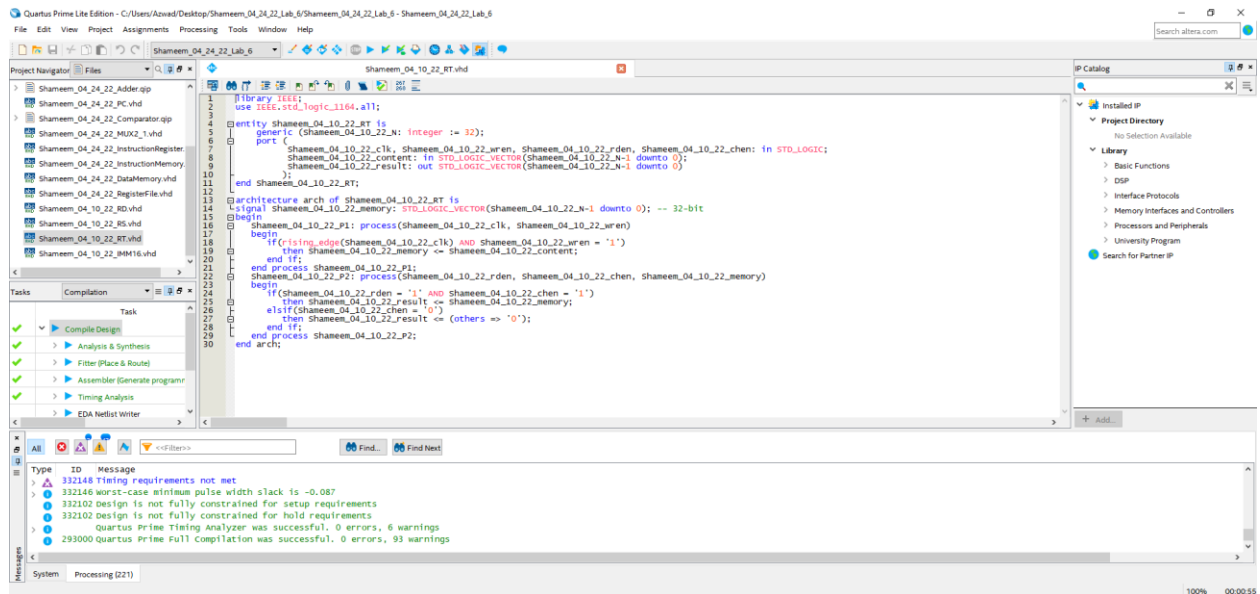 Quartus Prime Lite Edition - C:/Users/Azwad/Desktop/Shameem_04_24_22_Lab_6/Shameem_04_24_22_Lab_6 - Shameem_04_24_22_Lab_6
File Edit View Project Assignments Processing Tools Window Help
Search altera.com
Shameem_04_24_22_Lab_6
Project Navigator Files
Shameem_04_24_22_Adder.qip
Shameem_04_24_22_PC.vhd
Shameem_04_24_22_Comparator.qip
Shameem_04_24_22_MUX2_1.vhd
Shameem_04_24_22_InstructionRegister.
Shameem_04_24_22_InstructionMemory.
Shameem_04_24_22_DataMemory.vhd
Shameem_04_24_22_RegisterFile.vhd
Shameem_04_10_22_RD.vhd
Shameem_04_10_22_RS.vhd
Shameem_04_10_22_RT.vhd
Shameem_04_10_22_IMM16.vhd
Tasks Compilation
Task
Compile Design
Analysis & Synthesis
Fitter (Place & Route)
Assembler (Generate programm
Timing Analysis
EDA Netlist Writer
Shameem_04_10_22_RT.vhd
1 library IEEE;
2 use IEEE.std_logic_1164.all;
3
4 entity Shameem_04_10_22_RT is
5 generic (Shameem_04_10_22_N: integer := 32);
6 port (
7 Shameem_04_10_22_clk, Shameem_04_10_22_wren, Shameem_04_10_22_rden, Shameem_04_10_22_chen: in STD_LOGIC;
8 Shameem_04_10_22_content: in STD_LOGIC_VECTOR(Shameem_04_10_22_N-1 downto 0);
9 Shameem_04_10_22_result: out STD_LOGIC_VECTOR(Shameem_04_10_22_N-1 downto 0)
10 );
11 end Shameem_04_10_22_RT;
12
13 architecture arch of Shameem_04_10_22_RT is
14 signal Shameem_04_10_22_memory: STD_LOGIC_VECTOR(Shameem_04_10_22_N-1 downto 0); -- 32-bit
15 begin
16 Shameem_04_10_22_P1: process(Shameem_04_10_22_clk, Shameem_04_10_22_wren)
17 begin
18 if(rising_edge(Shameem_04_10_22_clk) AND Shameem_04_10_22_wren = '1')
19 then Shameem_04_10_22_memory <= Shameem_04_10_22_content;
20 end if;
21 end process Shameem_04_10_22_P1;
22 Shameem_04_10_22_P2: process(Shameem_04_10_22_rden, Shameem_04_10_22_chen, Shameem_04_10_22_memory)
23 begin
24 if(Shameem_04_10_22_rden = '1' AND Shameem_04_10_22_chen = '1')
25 then Shameem_04_10_22_result <= Shameem_04_10_22_memory;
26 elsif(Shameem_04_10_22_chen = '0')
27 then Shameem_04_10_22_result <= (others => '0');
28 end if;
29 end process Shameem_04_10_22_P2;
30 end arch;
IP Catalog
Installed IP
Project Directory
No Selection Available
Library
Basic Functions
DSP
Interface Protocols
Memory Interfaces and Controllers
Processors and Peripherals
University Program
Search for Partner IP
+ Add...
All <<Filter>> Find... Find Next
Type ID Message
332148 Timing requirements not met
332146 Worst-case minimum pulse width slack is -0.087
332102 Design is not fully constrained for setup requirements
332102 Design is not fully constrained for hold requirements
Quartus Prime Timing Analyzer was successful. 0 errors, 6 warnings
293000 Quartus Prime Full Compilation was successful. 0 errors, 93 warnings
Messages
System Processing (221)
100% 00:00:55